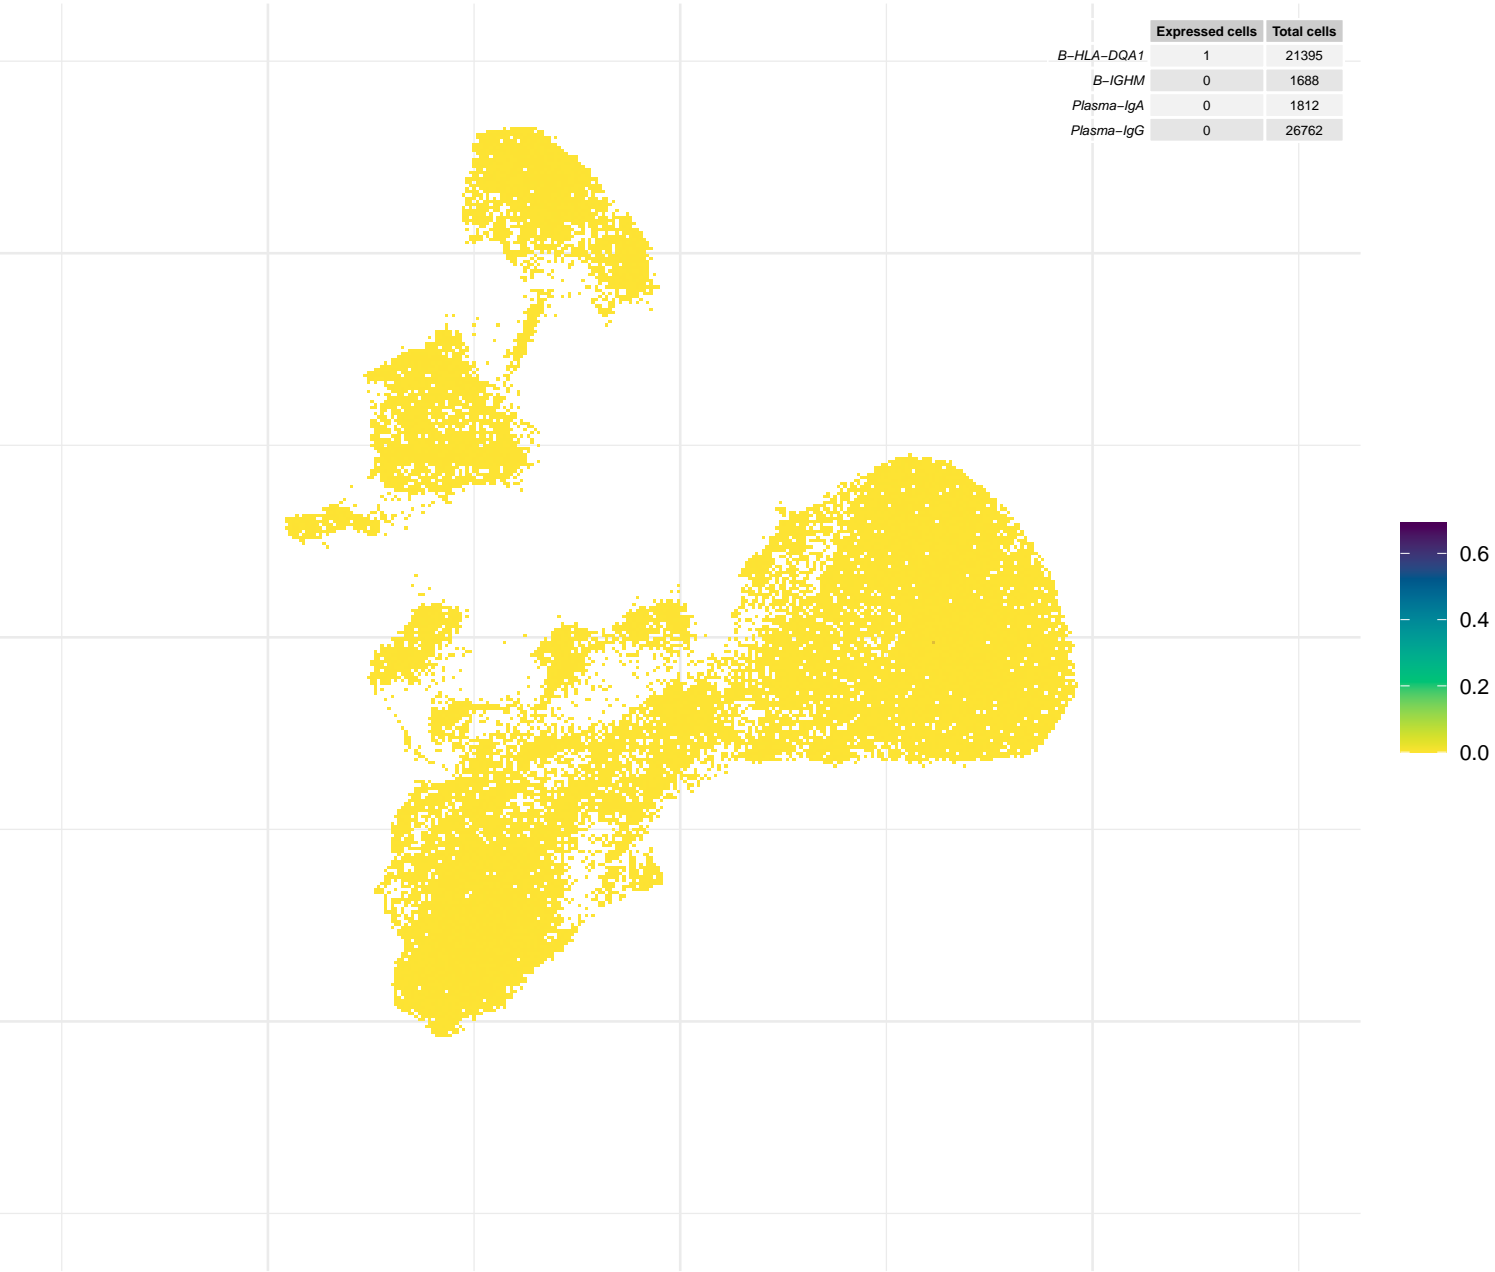 Expressed cells Total cells
B−HLA−DQA1 1 21395
B−IGHM 0 1688
Plasma−IgA 0 1812
Plasma−IgG 0 26762
0.6
0.4
0.2
0.0